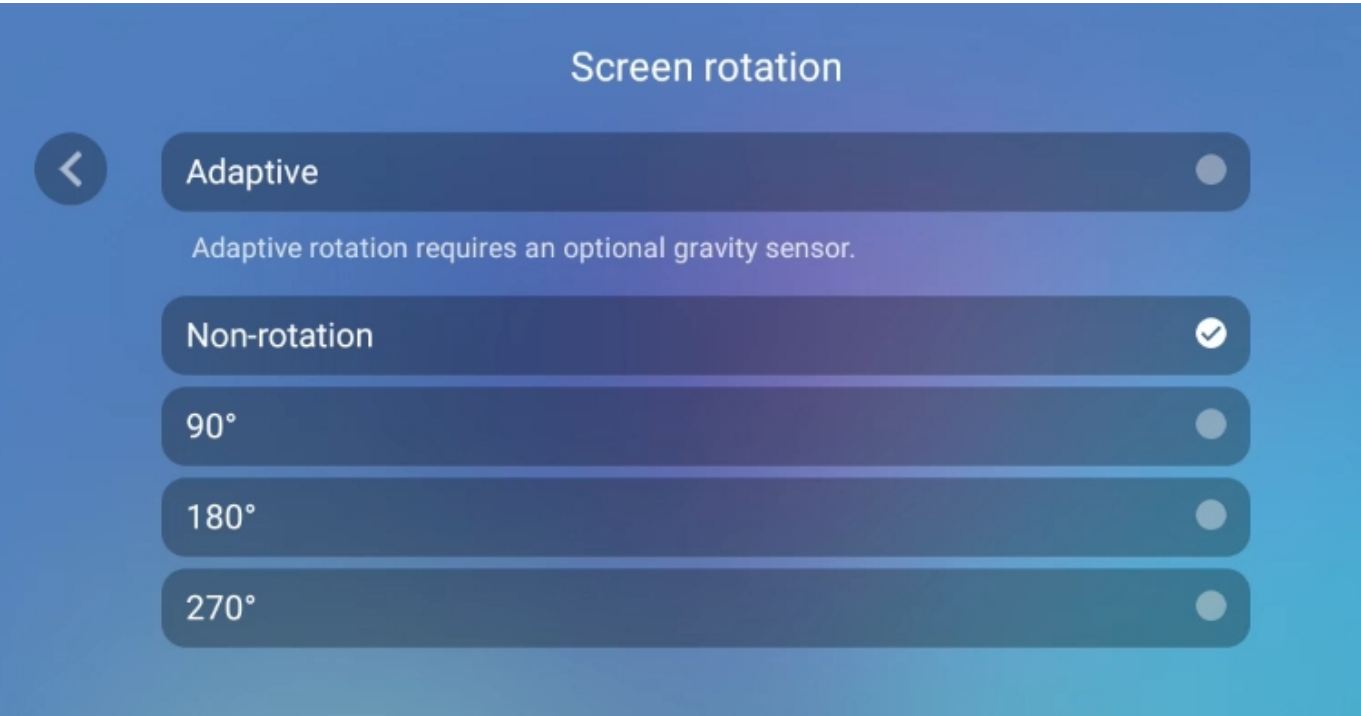 Screen rotation
Adaptive
Adaptive rotation requires an optional gravity sensor.
Non-rotation
90°
180°
270°